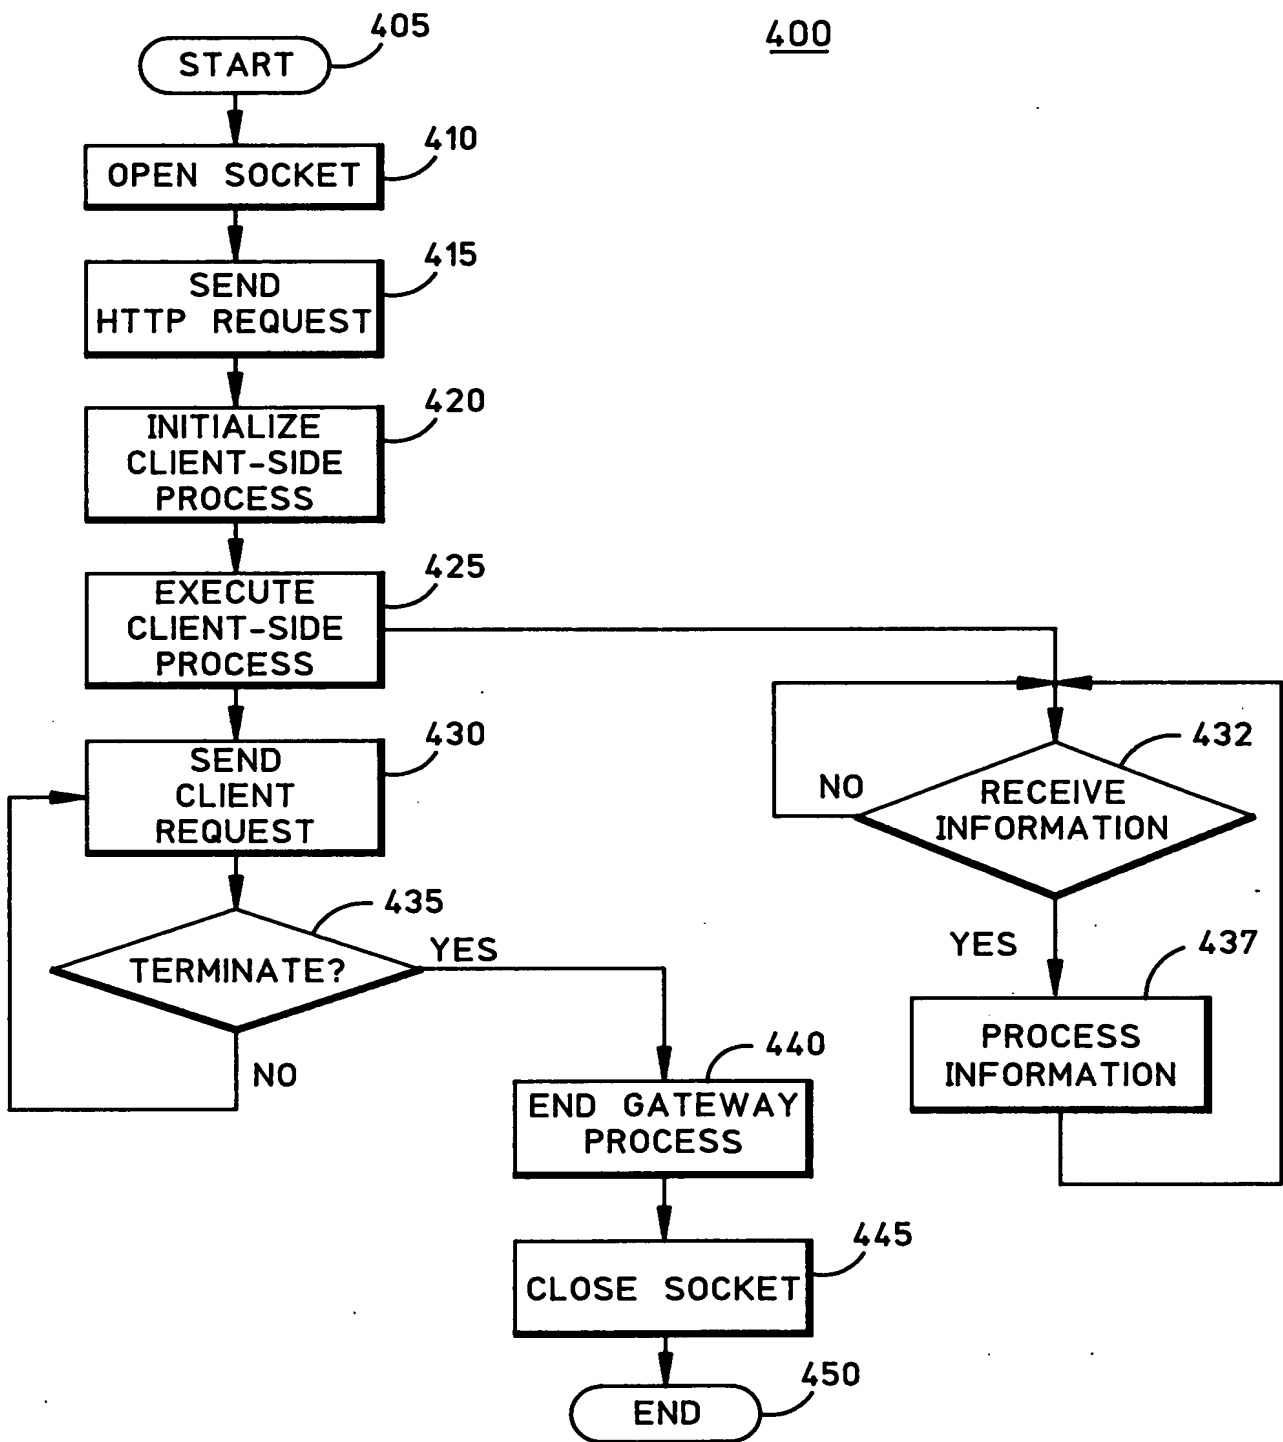 400
405
START
410
OPEN SOCKET
415
SEND
HTTP REQUEST
420
INITIALIZE
CLIENT-SIDE
PROCESS
425
EXECUTE
CLIENT-SIDE
PROCESS
430
SEND
CLIENT
REQUEST
432
NO
RECEIVE
INFORMATION
435
YES
TERMINATE?
NO
YES
437
PROCESS
INFORMATION
440
END GATEWAY
PROCESS
445
CLOSE SOCKET
450
END